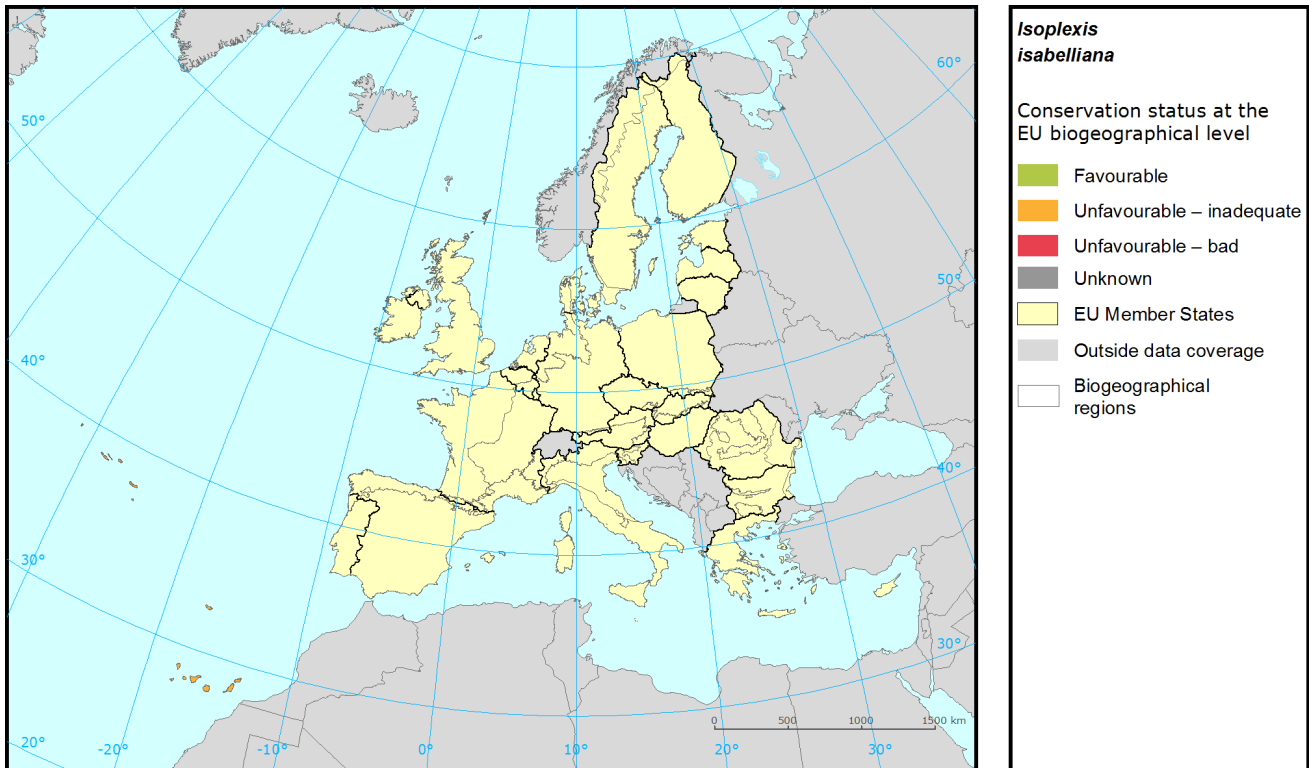 Isoplexis
isabelliana
Conservation status at the
EU biogeographical level
Favourable
Unfavourable – inadequate
Unfavourable – bad
Unknown
EU Member States
Outside data coverage
Biogeographical
regions
60°
50°
50°
40°
40°
30°
30°
0 500 1000 1500 km
20° -20° -10° 0° 10° 20° 30°